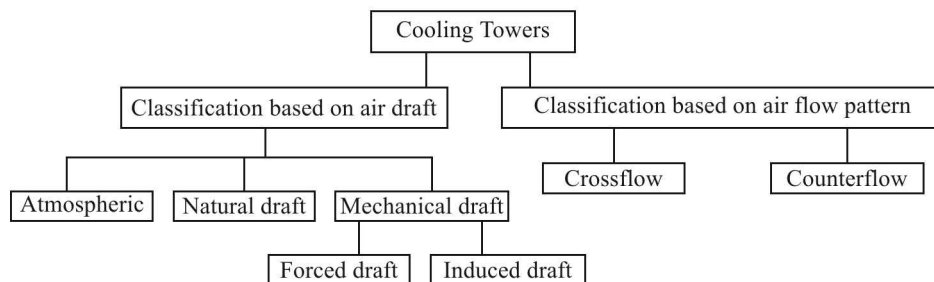 Cooling Towers
Classification based on air draft
Classification based on air flow pattern
Atmospheric
Natural draft
Mechanical draft
Crossflow
Counterflow
Forced draft
Induced draft